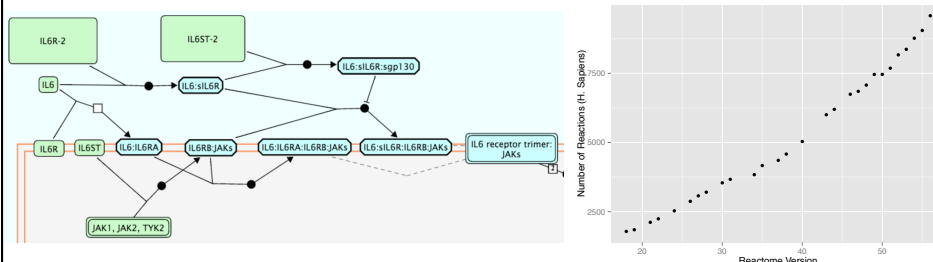 IL6R-2
IL6ST-2
IL6:sIL6R:sgp130
IL6
IL6:sIL6R
IL6R
IL6ST
IL6:IL6RA
IL6RB:JAKs
IL6:IL6RA:IL6RB:JAKs
IL6:sIL6R:IL6RB:JAKs
IL6 receptor trimer:
JAKs
2
JAK1, JAK2, TYK2
Number of Reactions (H. Sapiens)
7500
5000
2500
20
30
40
50
Reactome Version